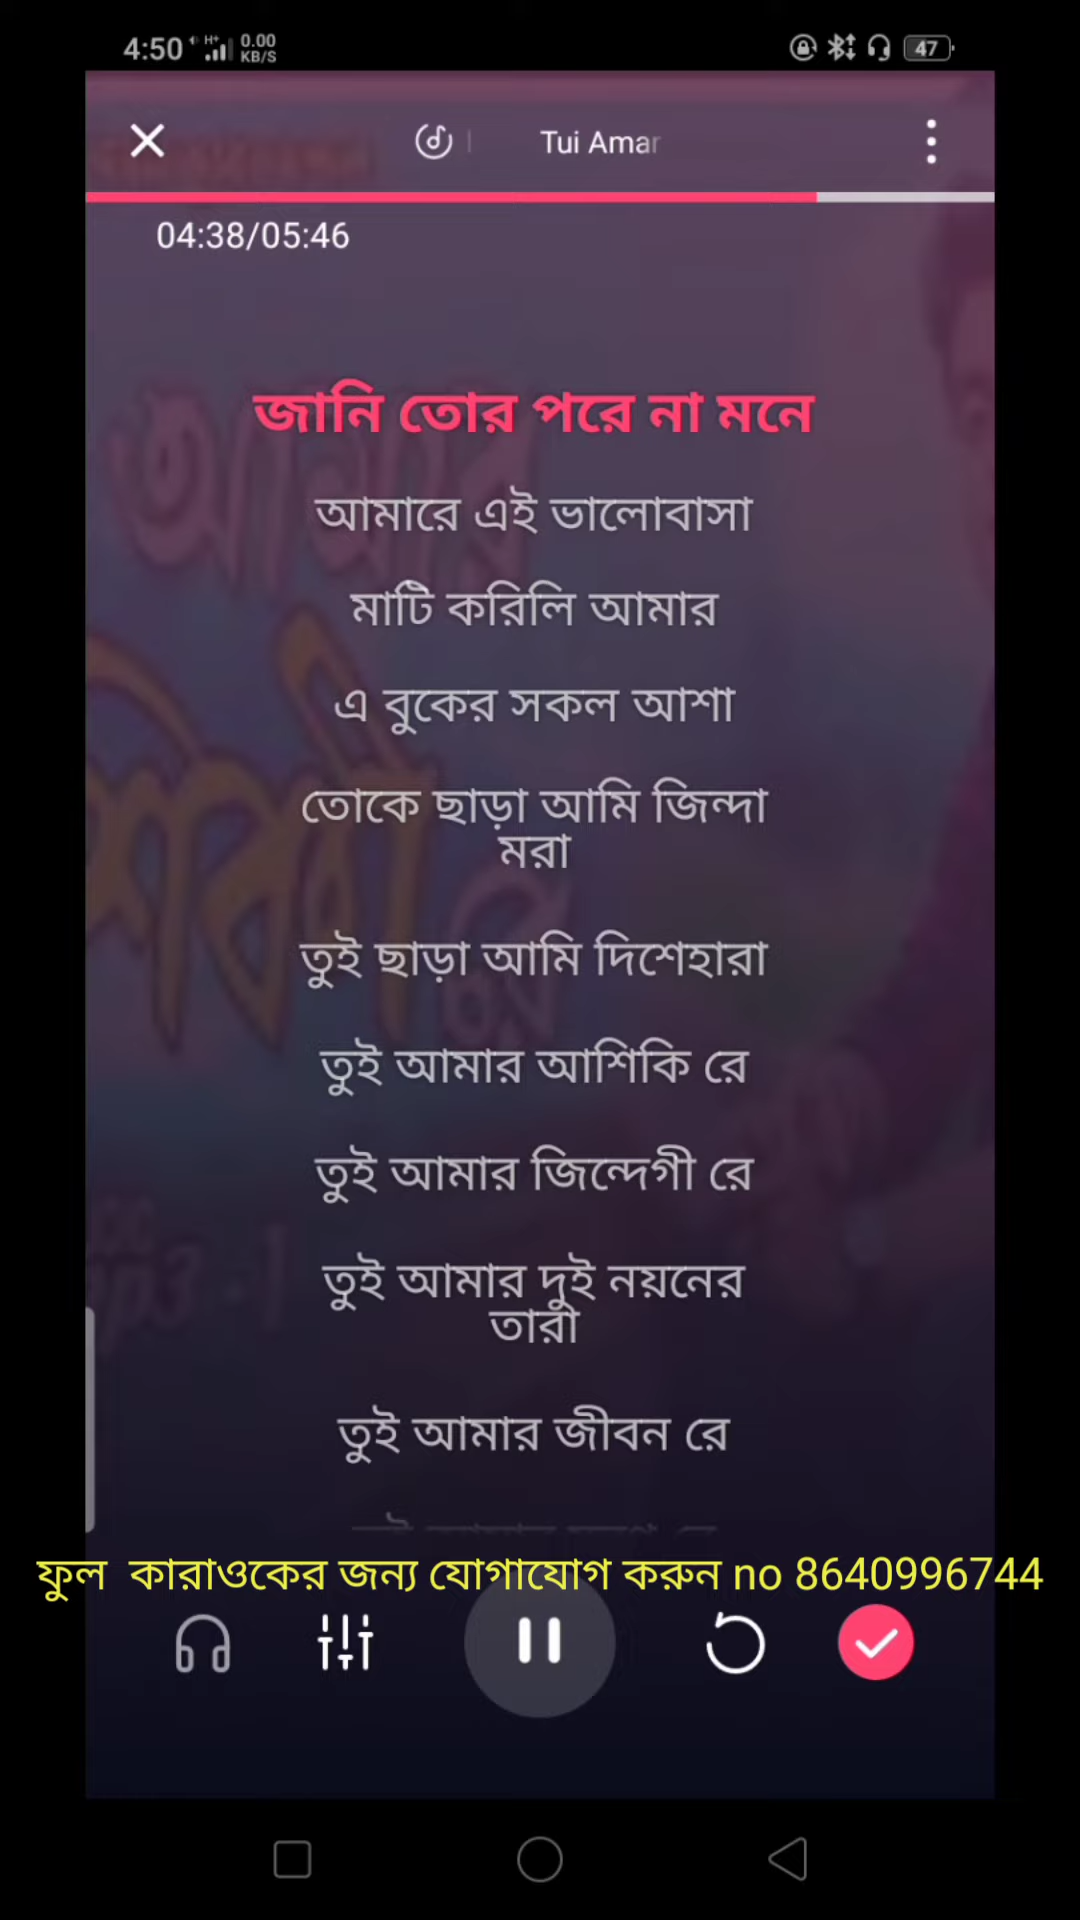 4:50 H+ 0.00 KB/S 47
Tui Amar
04:38/05:46
জানি তোর পরে না মনে
আমারে এই ভালোবাসা
মাটি করিলি আমার
এ বুকের সকল আশা
তোকে ছাড়া আমি জিন্দা
মরা
তুই ছাড়া আমি দিশেহারা
তুই আমার আশিকি রে
তুই আমার জিন্দেগী রে
তুই আমার দুই নয়নের
তারা
তুই আমার জীবন রে
ফুল কারাওকের জন্য যোগাযোগ করুন no 8640996744